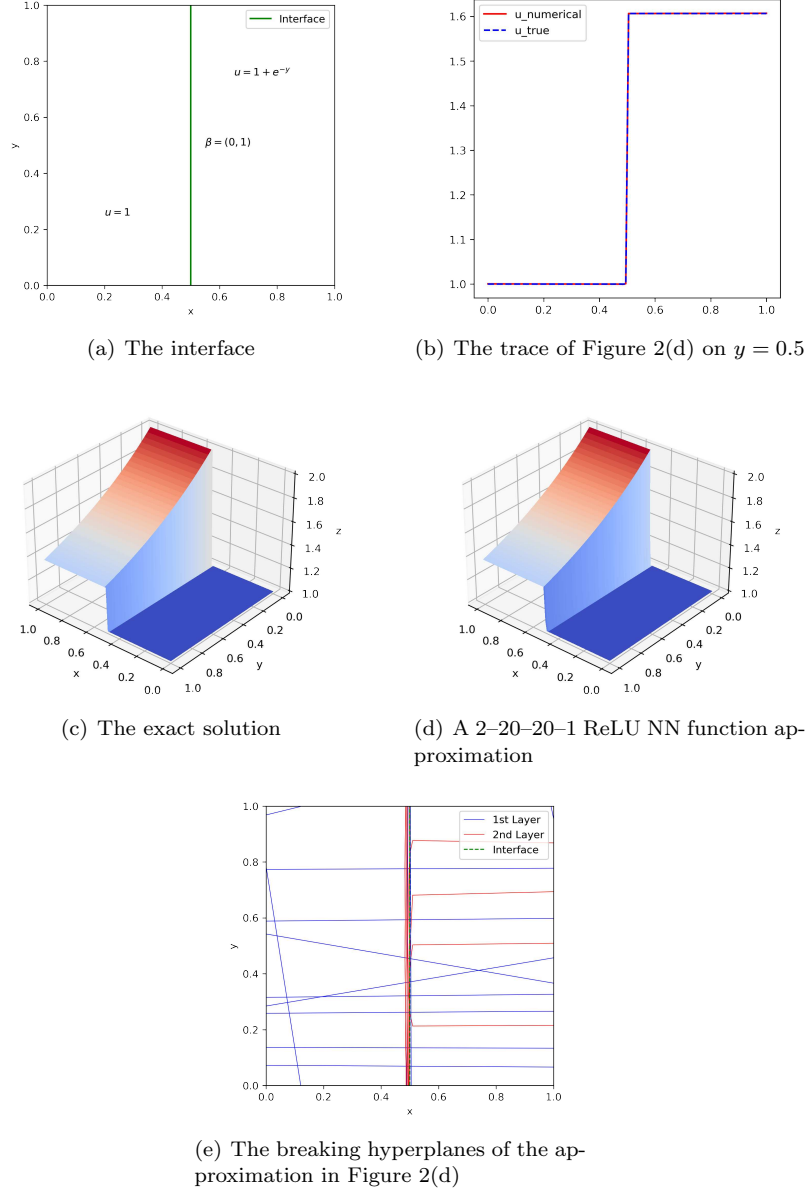 1.0
0.8
0.6
0.4
0.2
0.0
y
0.0 0.2 0.4 0.6 0.8 1.0
x
Interface
u = 1 + e^{-y}
β = (0, 1)
u = 1
(a) The interface
1.6
1.5
1.4
1.3
1.2
1.1
1.0
0.0 0.2 0.4 0.6 0.8 1.0
u_numerical
u_true
(b) The trace of Figure 2(d) on y = 0.5
2.0
1.8
1.6
1.4
1.2
1.0
z
1.0 0.8 0.6 0.4 0.2 0.0
x
0.0
0.2
0.4
0.6
0.8
1.0
y
(c) The exact solution
2.0
1.8
1.6
1.4
1.2
1.0
z
1.0 0.8 0.6 0.4 0.2 0.0
x
0.0
0.2
0.4
0.6
0.8
1.0
y
(d) A 2–20–20–1 ReLU NN function ap-
proximation
1.0
0.8
0.6
0.4
0.2
0.0
y
0.0 0.2 0.4 0.6 0.8 1.0
x
1st Layer
2nd Layer
Interface
(e) The breaking hyperplanes of the ap-
proximation in Figure 2(d)